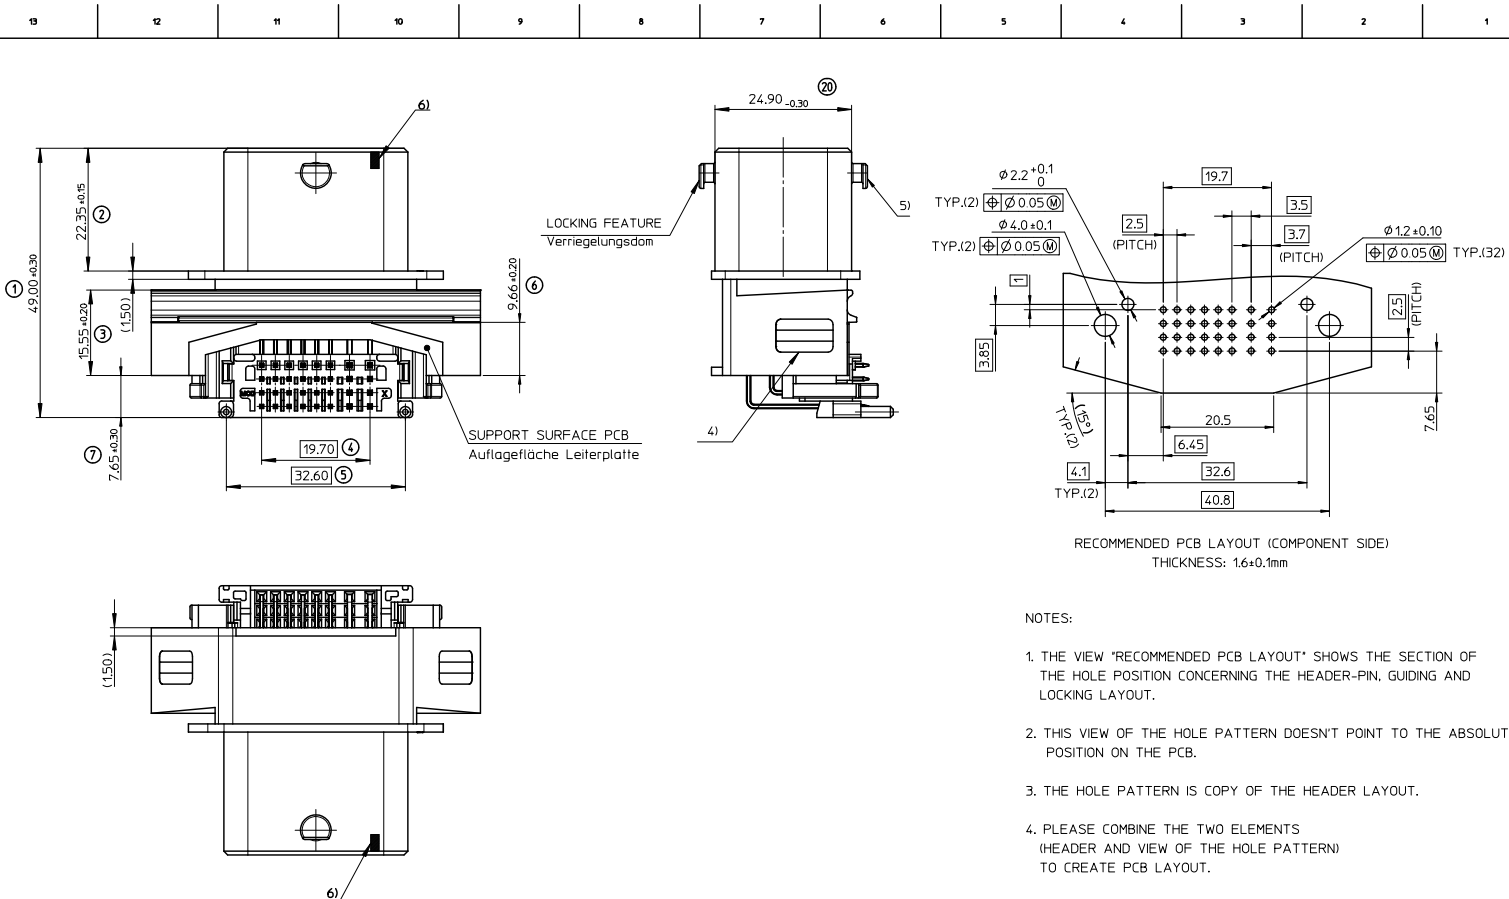 13 12 11 10 9 8 7 6 5 4 3 2 1
6)
49.00±0.30 1
22.35±0.15 2
(1.50)
15.55±0.20 3
9.66±0.20 6
7.65±0.30 7
MOD X
19.70 4
32.60 5
SUPPORT SURFACE PCB
Auflagefläche Leiterplatte
24.90 -0.30 20
LOCKING FEATURE
Verriegelungsdom
5)
4)
Ø2.2 +0.1 0
TYP.(2) ⌖ Ø 0.05 Ⓜ
Ø4.0±0.1
TYP.(2) ⌖ Ø 0.05 Ⓜ
19.7
3.5
2.5
(PITCH)
3.7
(PITCH)
Ø1.2±0.10
⌖ Ø 0.05 Ⓜ TYP.(32)
1
3.85
2.5
(PITCH)
7.65
(15°)
TYP.(2)
20.5
6.45
4.1
TYP.(2)
32.6
40.8
RECOMMENDED PCB LAYOUT (COMPONENT SIDE)
THICKNESS: 1.6±0.1mm
(1.50)
6)
NOTES:
1. THE VIEW "RECOMMENDED PCB LAYOUT" SHOWS THE SECTION OF
THE HOLE POSITION CONCERNING THE HEADER-PIN, GUIDING AND
LOCKING LAYOUT.
2. THIS VIEW OF THE HOLE PATTERN DOESN'T POINT TO THE ABSOLUT
POSITION ON THE PCB.
3. THE HOLE PATTERN IS COPY OF THE HEADER LAYOUT.
4. PLEASE COMBINE THE TWO ELEMENTS
(HEADER AND VIEW OF THE HOLE PATTERN)
TO CREATE PCB LAYOUT.